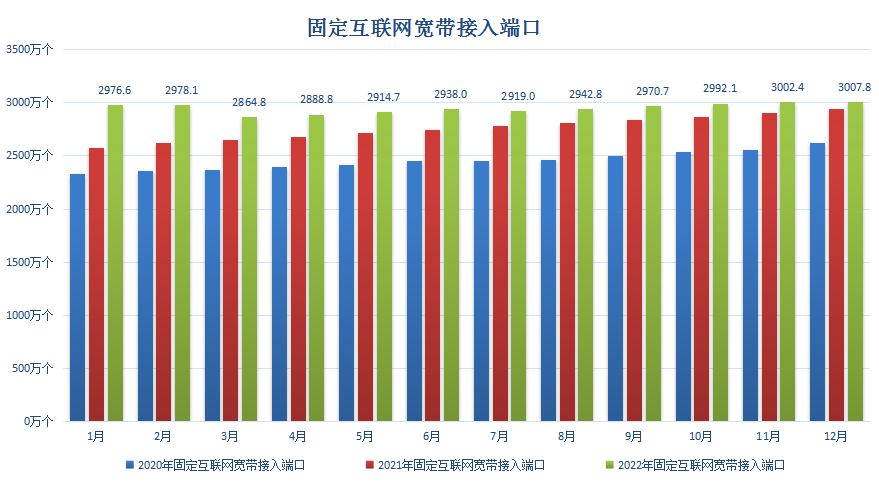 固定互联网宽带接入端口
3500万个
3000万个
2500万个
2000万个
1500万个
1000万个
500万个
0万个
2976.6
2978.1
2864.8
2888.8
2914.7
2938.0
2919.0
2942.8
2970.7
2992.1
3002.4
3007.8
1月
2月
3月
4月
5月
6月
7月
8月
9月
10月
11月
12月
2020年固定互联网宽带接入端口
2021年固定互联网宽带接入端口
2022年固定互联网宽带接入端口